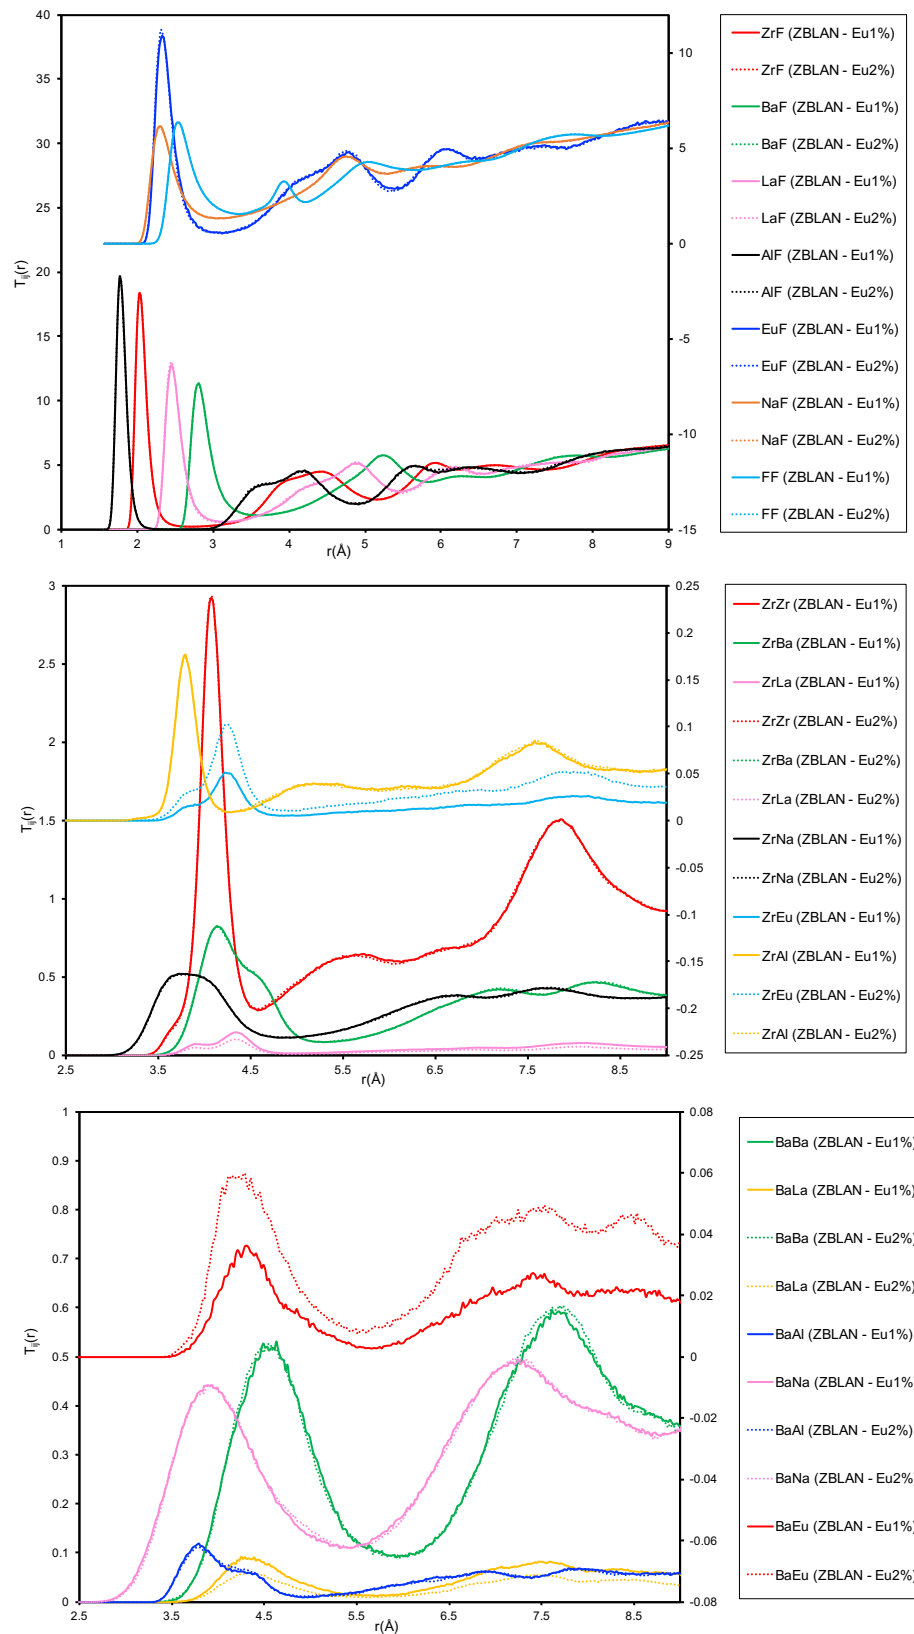 40
35
30
25
20
15
10
5
0
T_ij(r)
10
5
0
-5
-10
-15
1 2 3 4 5 6 7 8 9
r(Å)
ZrF (ZBLAN - Eu1%)
ZrF (ZBLAN - Eu2%)
BaF (ZBLAN - Eu1%)
BaF (ZBLAN - Eu2%)
LaF (ZBLAN - Eu1%)
LaF (ZBLAN - Eu2%)
AlF (ZBLAN - Eu1%)
AlF (ZBLAN - Eu2%)
EuF (ZBLAN - Eu1%)
EuF (ZBLAN - Eu2%)
NaF (ZBLAN - Eu1%)
NaF (ZBLAN - Eu2%)
FF (ZBLAN - Eu1%)
FF (ZBLAN - Eu2%)
3
2.5
2
1.5
1
0.5
0
T_ij(r)
0.25
0.2
0.15
0.1
0.05
0
-0.05
-0.1
-0.15
-0.2
-0.25
2.5 3.5 4.5 5.5 6.5 7.5 8.5
r(Å)
ZrZr (ZBLAN - Eu1%)
ZrBa (ZBLAN - Eu1%)
ZrLa (ZBLAN - Eu1%)
ZrZr (ZBLAN - Eu2%)
ZrBa (ZBLAN - Eu2%)
ZrLa (ZBLAN - Eu2%)
ZrNa (ZBLAN - Eu1%)
ZrNa (ZBLAN - Eu2%)
ZrEu (ZBLAN - Eu1%)
ZrAl (ZBLAN - Eu1%)
ZrEu (ZBLAN - Eu2%)
ZrAl (ZBLAN - Eu2%)
1
0.9
0.8
0.7
0.6
0.5
0.4
0.3
0.2
0.1
0
T_ij(r)
0.08
0.06
0.04
0.02
0
-0.02
-0.04
-0.06
-0.08
2.5 3.5 4.5 5.5 6.5 7.5 8.5
r(Å)
BaBa (ZBLAN - Eu1%)
BaLa (ZBLAN - Eu1%)
BaBa (ZBLAN - Eu2%)
BaLa (ZBLAN - Eu2%)
BaAl (ZBLAN - Eu1%)
BaNa (ZBLAN - Eu1%
BaAl (ZBLAN - Eu2%)
BaNa (ZBLAN - Eu2%
BaEu (ZBLAN - Eu1%)
BaEu (ZBLAN - Eu2%)